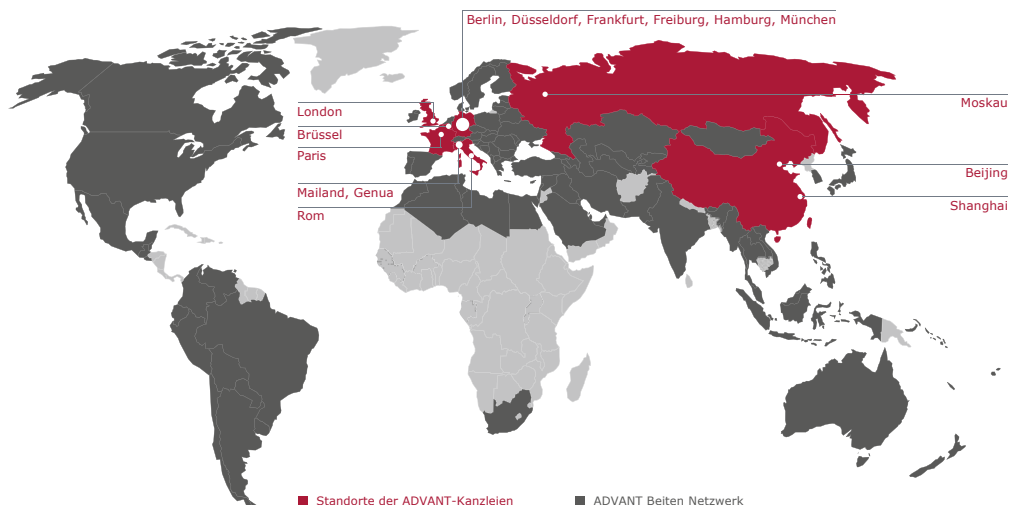 Berlin, Düsseldorf, Frankfurt, Freiburg, Hamburg, München
London
Brüssel
Paris
Mailand, Genua
Rom
Moskau
Beijing
Shanghai
Standorte der ADVANT-Kanzleien
ADVANT Beiten Netzwerk